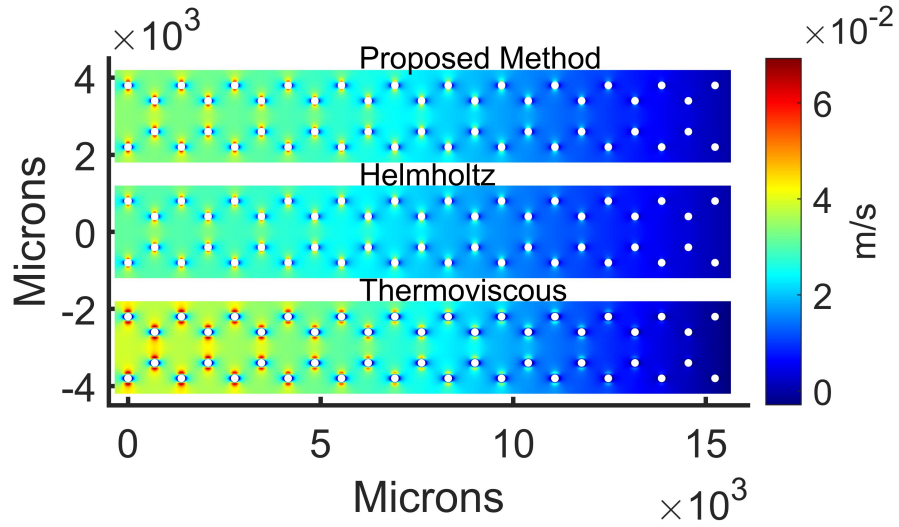 ×10³
×10⁻²
Proposed Method
Helmholtz
Thermoviscous
4
2
0
-2
-4
Microns
0
5
10
15
Microns
×10³
6
4
2
0
m/s